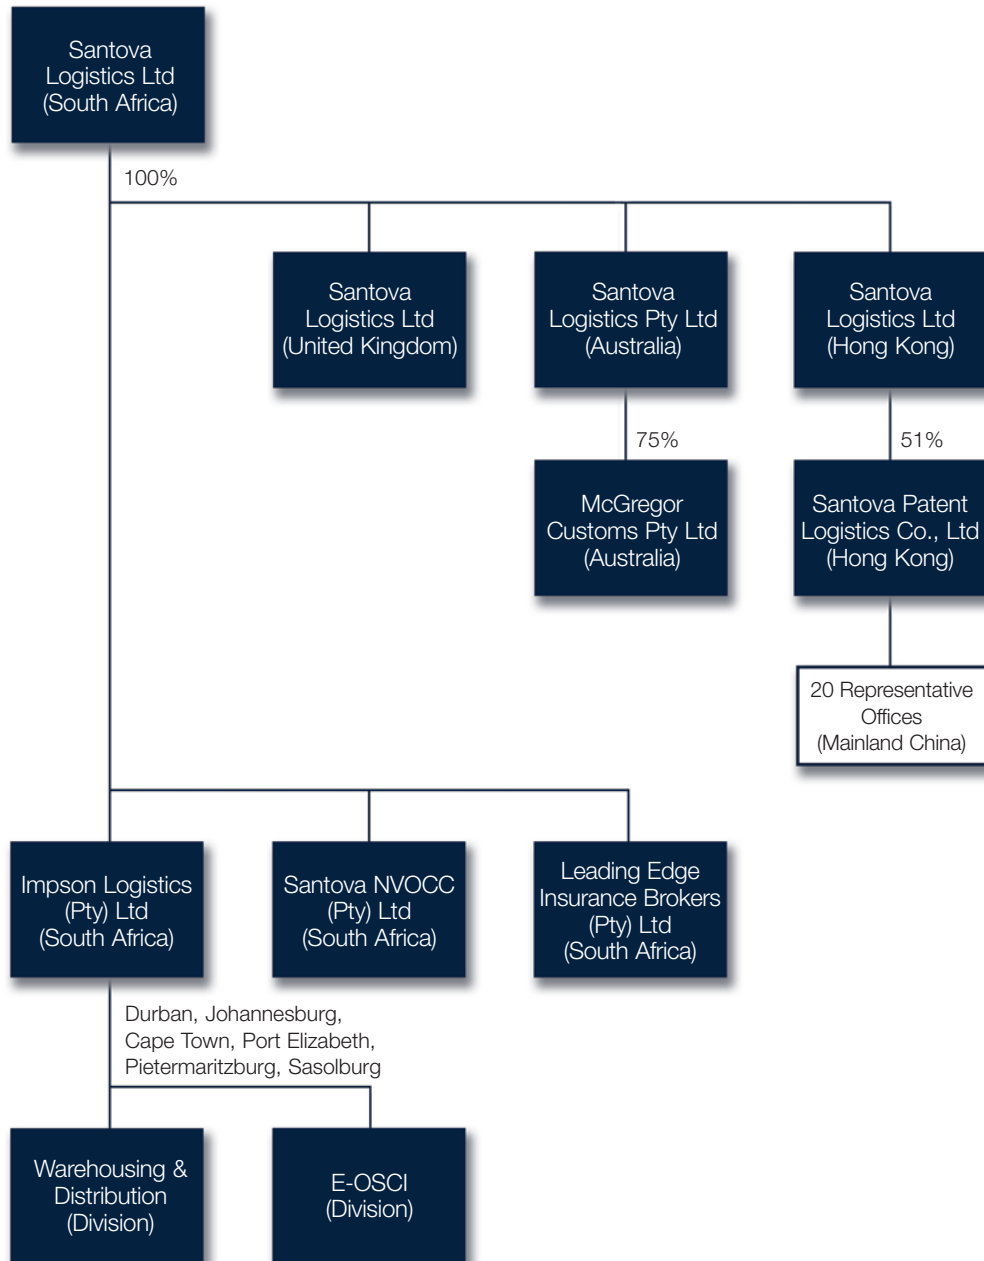 Santova
Logistics Ltd
(South Africa)
100%
Santova
Logistics Ltd
(United Kingdom)
Santova
Logistics Pty Ltd
(Australia)
Santova
Logistics Ltd
(Hong Kong)
75%
51%
McGregor
Customs Pty Ltd
(Australia)
Santova Patent
Logistics Co., Ltd
(Hong Kong)
20 Representative
Offices
(Mainland China)
Impson Logistics
(Pty) Ltd
(South Africa)
Santova NVOCC
(Pty) Ltd
(South Africa)
Leading Edge
Insurance Brokers
(Pty) Ltd
(South Africa)
Durban, Johannesburg,
Cape Town, Port Elizabeth,
Pietermaritzburg, Sasolburg
Warehousing &
Distribution
(Division)
E-OSCI
(Division)